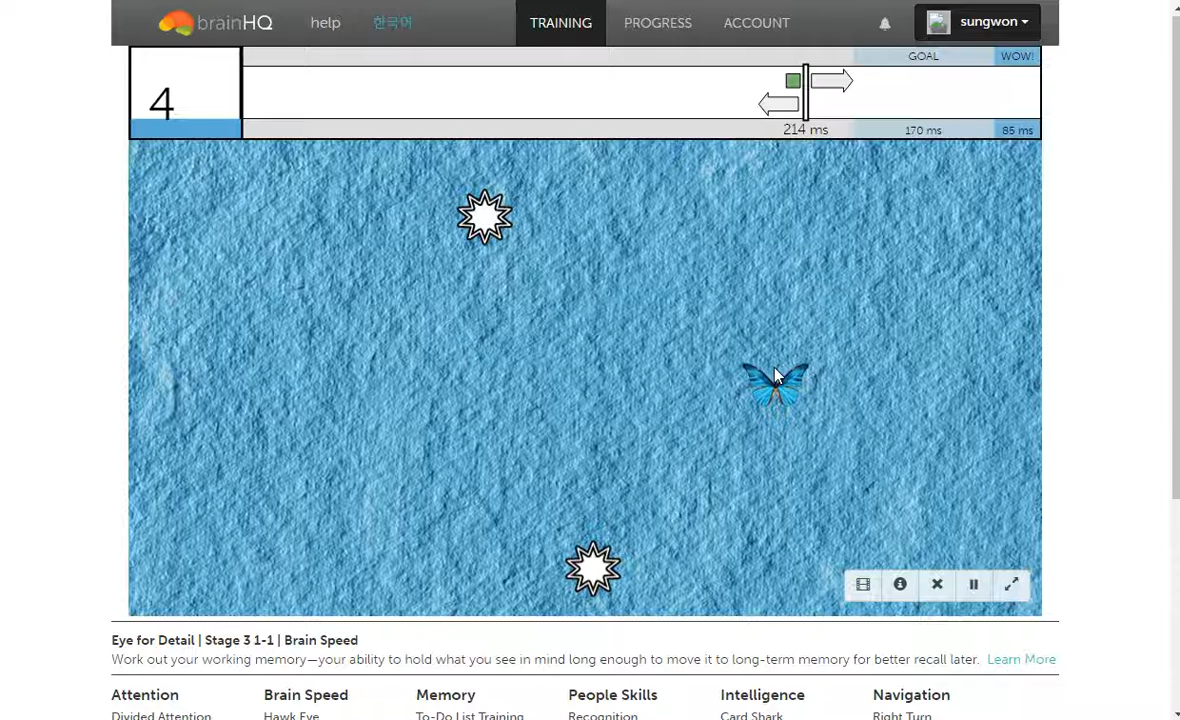 brainHQ help 한국어 TRAINING PROGRESS ACCOUNT sungwon
GOAL WOW!
4
214 ms 170 ms 85 ms
Eye for Detail | Stage 3 1-1 | Brain Speed
Work out your working memory—your ability to hold what you see in mind long enough to move it to long-term memory for better recall later. Learn More
Attention Brain Speed Memory People Skills Intelligence Navigation
Divided Attention Hawk Eye To-Do List Training Recognition Card Shark Right Turn